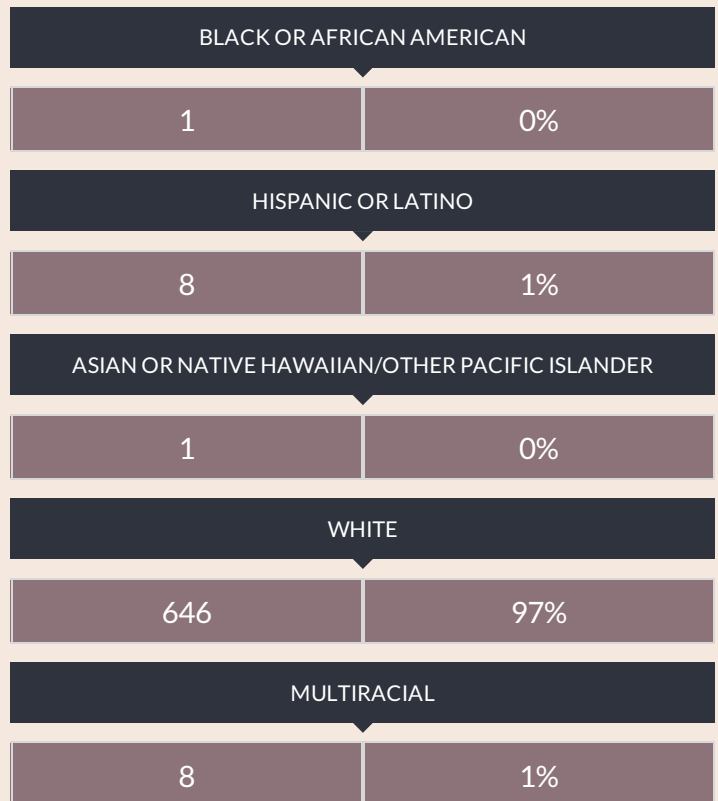 BLACK OR AFRICAN AMERICAN
1 0%
HISPANIC OR LATINO
8 1%
ASIAN OR NATIVE HAWAIIAN/OTHER PACIFIC ISLANDER
1 0%
WHITE
646 97%
MULTIRACIAL
8 1%